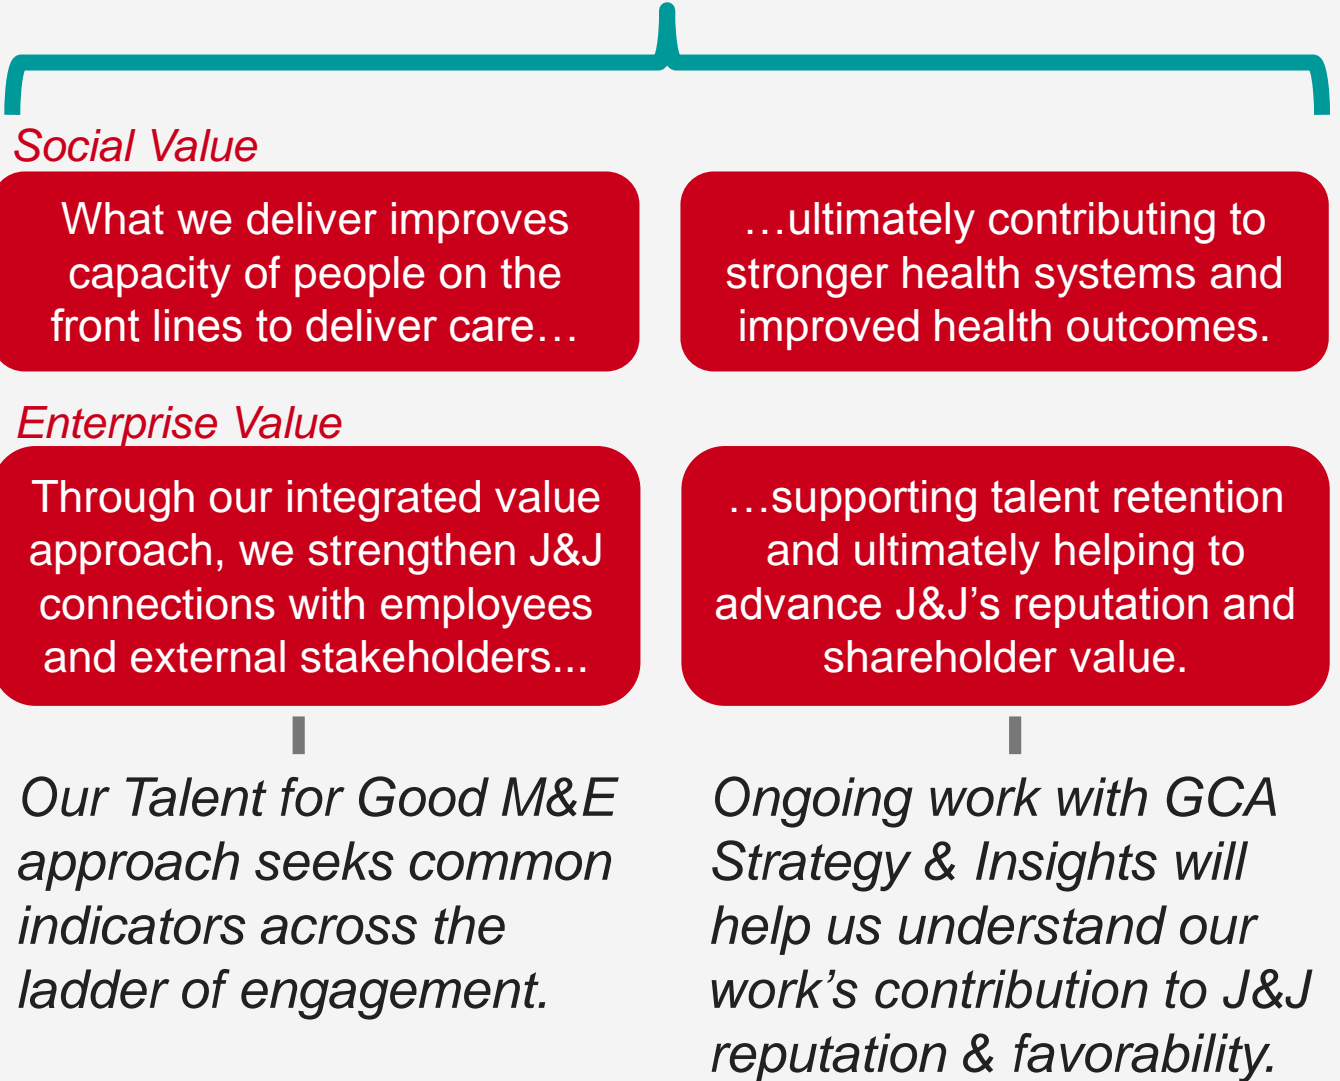 Social Value
What we deliver improves
capacity of people on the
front lines to deliver care…
…ultimately contributing to
stronger health systems and
improved health outcomes.
Enterprise Value
Through our integrated value
approach, we strengthen J&J
connections with employees
and external stakeholders...
…supporting talent retention
and ultimately helping to
advance J&J’s reputation and
shareholder value.
Our Talent for Good M&E
approach seeks common
indicators across the
ladder of engagement.
Ongoing work with GCA
Strategy & Insights will
help us understand our
work’s contribution to J&J
reputation & favorability.